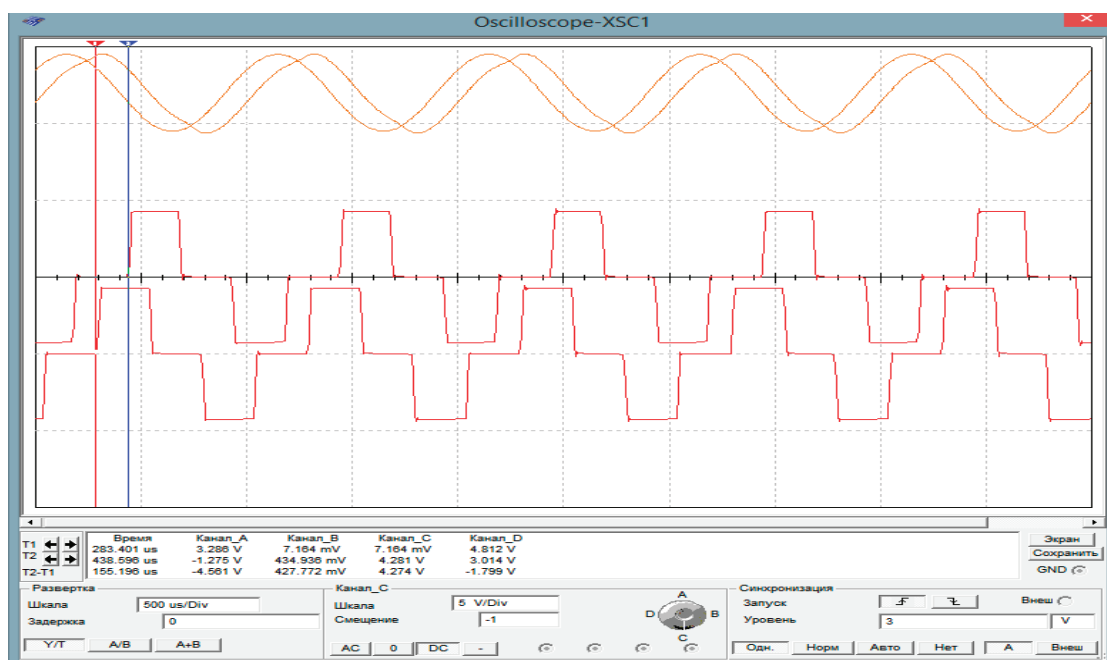 Oscilloscope-XSC1
1 2
T1 Время Канал_A Канал_B Канал_C Канал_D Экран
283.401 us 3.286 V 7.164 mV 7.164 mV 4.812 V
T2 438.596 us -1.275 V 434.936 mV 4.281 V 3.014 V Сохранить
T2-T1 155.196 us -4.561 V 427.772 mV 4.274 V -1.799 V GND
Развертка Канал_C Синхронизация
Шкала 500 us/Div Шкала 5 V/Div A Запуск Внеш
Задержка 0 Смещение -1 D B Уровень 3 V
C
Y/T A/B A+B AC 0 DC - Одн. Норм Авто Нет A Внеш